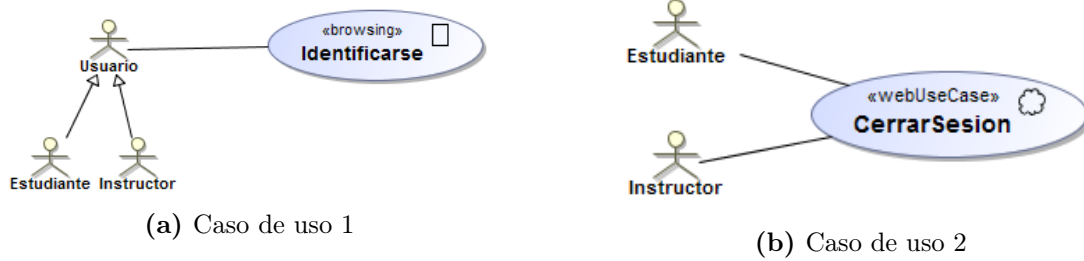 «browsing»
Identificarse
Usuario
Estudiante
Instructor
(a) Caso de uso 1
Estudiante
«webUseCase»
CerrarSesion
Instructor
(b) Caso de uso 2